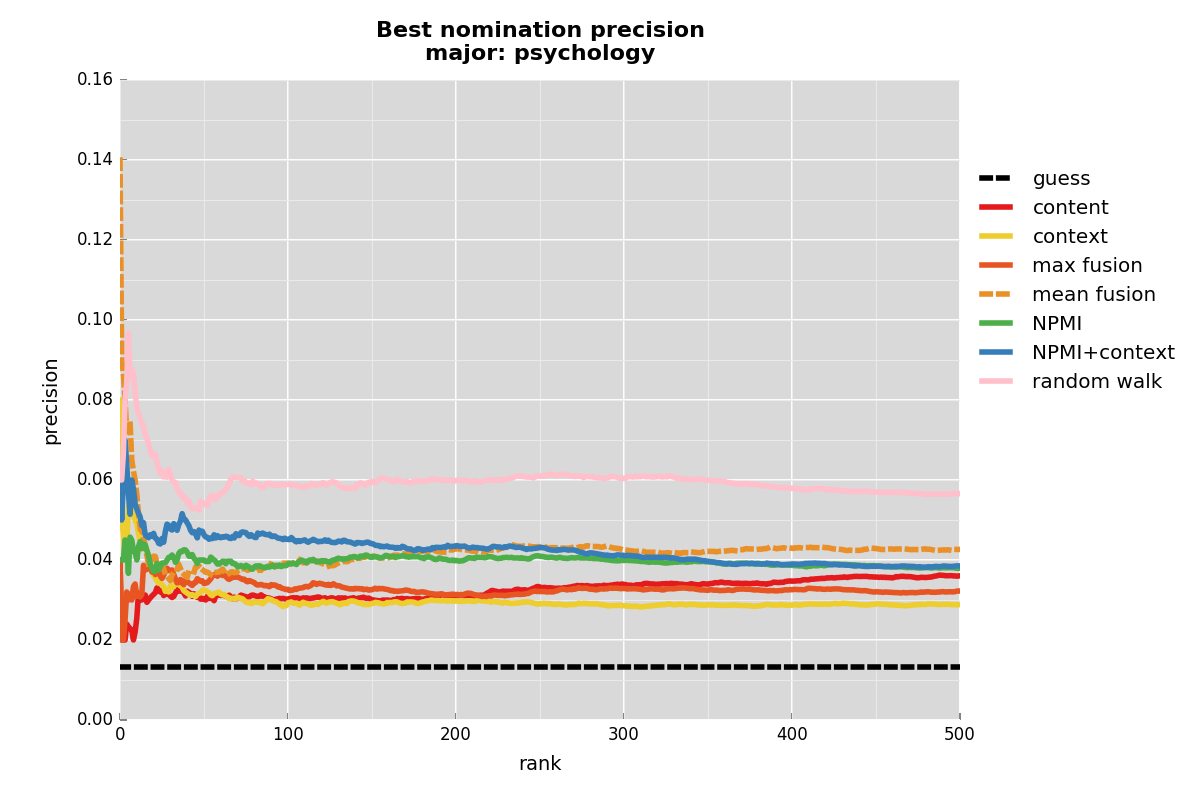 Best nomination precision
major: psychology
0.16
0.14
0.12
0.10
0.08
0.06
0.04
0.02
0.00
precision
0
100
200
300
400
500
rank
guess
content
context
max fusion
mean fusion
NPMI
NPMI+context
random walk